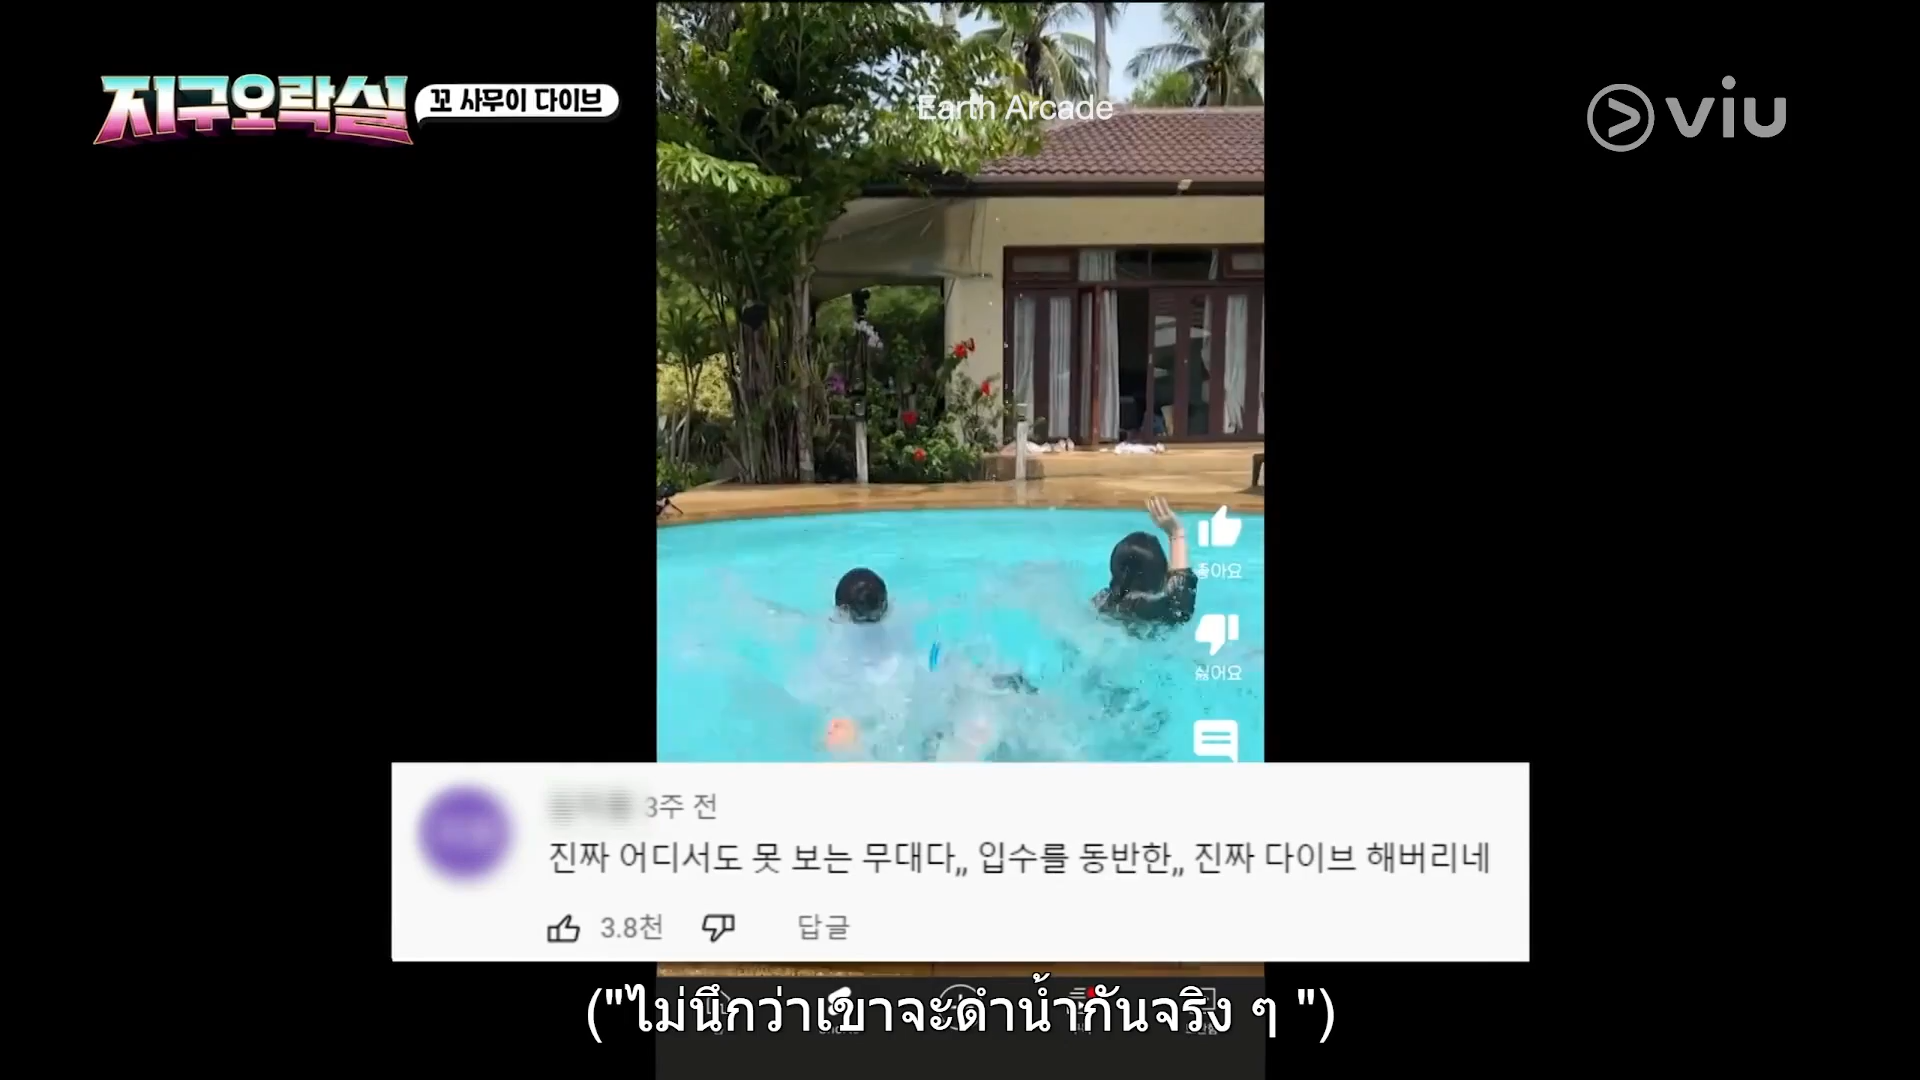 지구오락실
꼬 사무이 다이브
Earth Arcade
viu
좋아요
싫어요
3주 전
진짜 어디서도 못 보는 무대다,, 입수를 동반한,, 진짜 다이브 해버리네
3.8천
답글
("ไม่นึกว่าเขาจะดำน้ำกันจริง ๆ ")